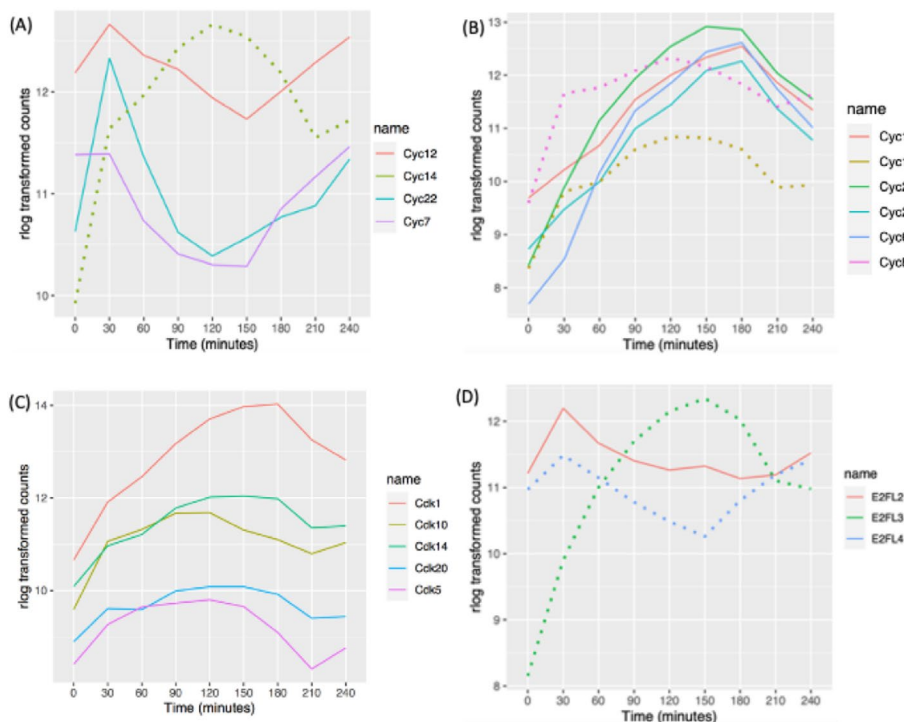 (A)
rlog transformed counts
12
11
10
0 30 60 90 120 150 180 210 240
Time (minutes)
name
Cyc12
Cyc14
Cyc22
Cyc7
(B)
rlog transformed counts
13
12
11
10
9
8
0 30 60 90 120 150 180 210 240
Time (minutes)
name
Cyc1
Cyc1
Cyc2
Cyc2
(C)
rlog transformed counts
14
12
10
0 30 60 90 120 150 180 210 240
Time (minutes)
name
Cdk1
Cdk10
Cdk14
Cdk20
Cdk5
(D)
rlog transformed counts
12
11
10
9
8
0 30 60 90 120 150 180 210 240
Time (minutes)
name
E2FL2
E2FL3
E2FL4